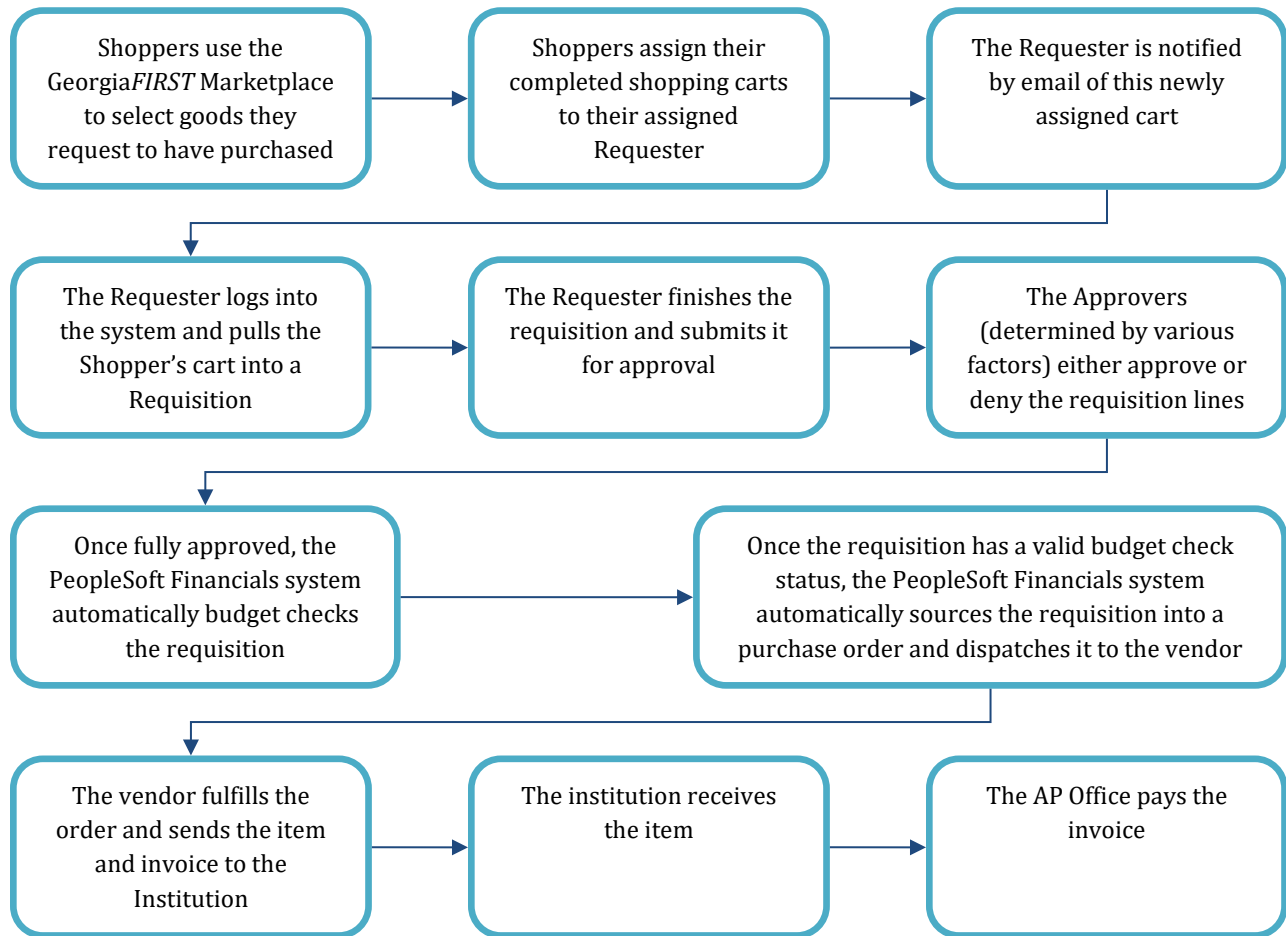 Shoppers use the
GeorgiaFIRST Marketplace
to select goods they
request to have purchased
Shoppers assign their
completed shopping carts
to their assigned
Requester
The Requester is notified
by email of this newly
assigned cart
The Requester logs into
the system and pulls the
Shopper’s cart into a
Requisition
The Requester finishes the
requisition and submits it
for approval
The Approvers
(determined by various
factors) either approve or
deny the requisition lines
Once fully approved, the
PeopleSoft Financials system
automatically budget checks
the requisition
Once the requisition has a valid budget check
status, the PeopleSoft Financials system
automatically sources the requisition into a
purchase order and dispatches it to the vendor
The vendor fulfills the
order and sends the item
and invoice to the
Institution
The institution receives
the item
The AP Office pays the
invoice